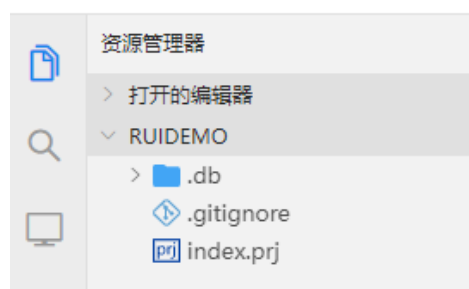 资源管理器
打开的编辑器
RUIDEMO
.db
.gitignore
prj index.prj